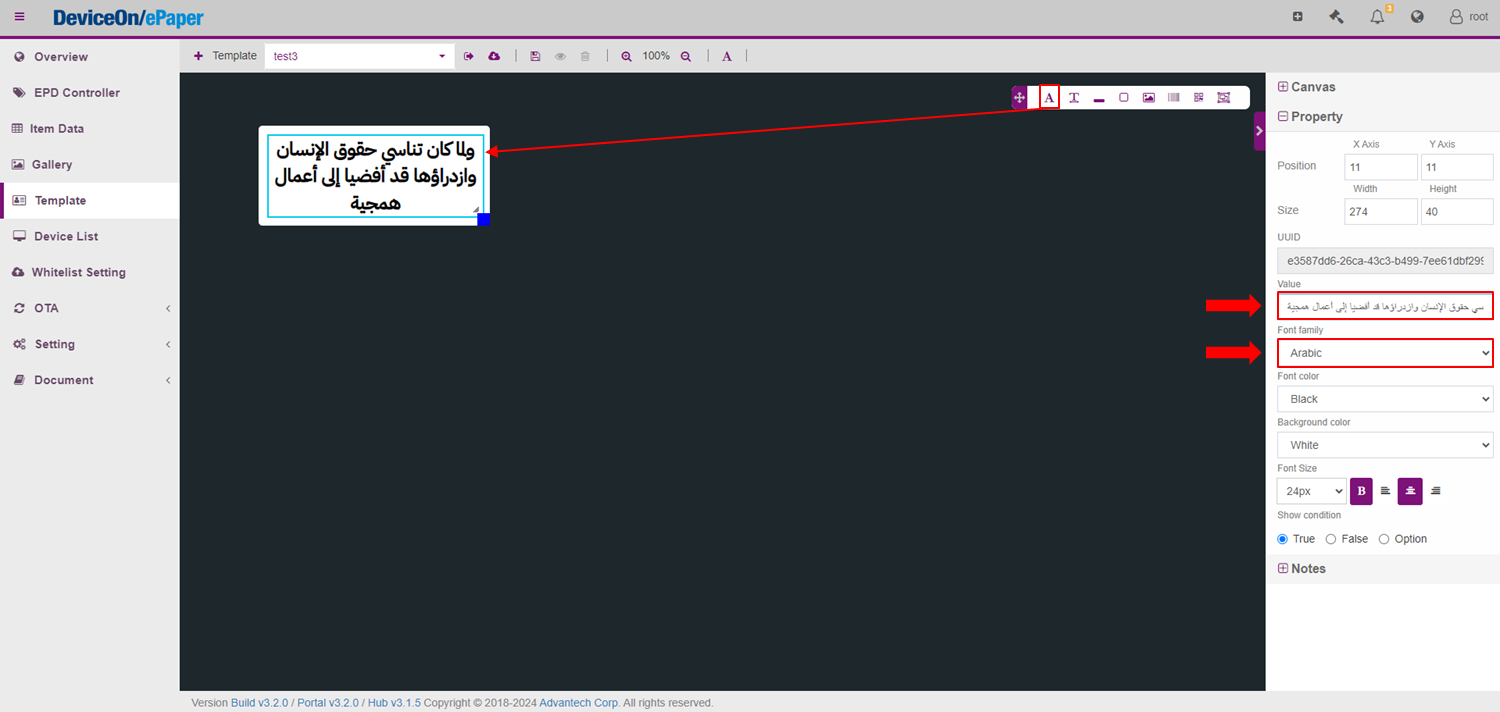 DeviceOn/ePaper
3
root
Overview
EPD Controller
Item Data
Gallery
Template
Device List
Whitelist Setting
OTA
Setting
Document
Template
test3
100%
A
A
T
ولما كان تناسي حقوق الإنسان
وازدراؤها قد أفضيا إلى أعمال
همجية
Canvas
Property
X Axis Y Axis
Position 11 11
Width Height
Size 274 40
UUID
e3587dd6-26ca-43c3-b499-7ee61dbf299
Value
سي حقوق الإنسان وازدراؤها قد أفضيا إلى أعمال همجية
Font family
Arabic
Font color
Black
Background color
White
Font Size
24px B
Show condition
True False Option
Notes
Version Build v3.2.0 / Portal v3.2.0 / Hub v3.1.5 Copyright © 2018-2024 Advantech Corp. All rights reserved.